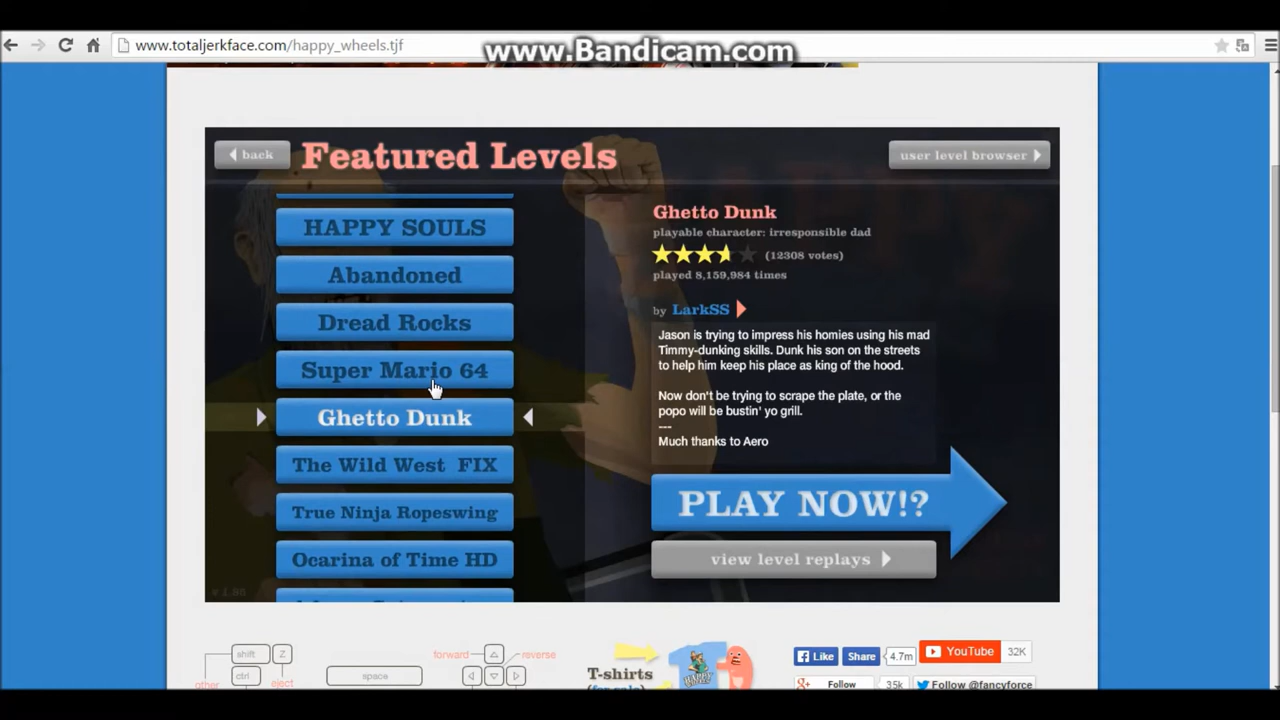 www.totaljerkface.com/happy_wheels.tjf
www.Bandicam.com
back
Featured Levels
user level browser
HAPPY SOULS
Abandoned
Dread Rocks
Super Mario 64
Ghetto Dunk
The Wild West FIX
True Ninja Ropeswing
Ocarina of Time HD
Ghetto Dunk
playable character: irresponsible dad
(12308 votes)
played 8,159,984 times
by LarkSS
Jason is trying to impress his homies using his mad
Timmy-dunking skills. Dunk his son on the streets
to help him keep his place as king of the hood.
Now don't be trying to scrape the plate, or the
popo will be bustin' yo grill.
---
Much thanks to Aero
PLAY NOW!?
view level replays
v 1.86
shift
Z
ctrl
eject
other
space
forward
reverse
T-shirts
(for sale)
Like
Share
4.7m
YouTube
32K
Follow
35k
Follow @fancyforce